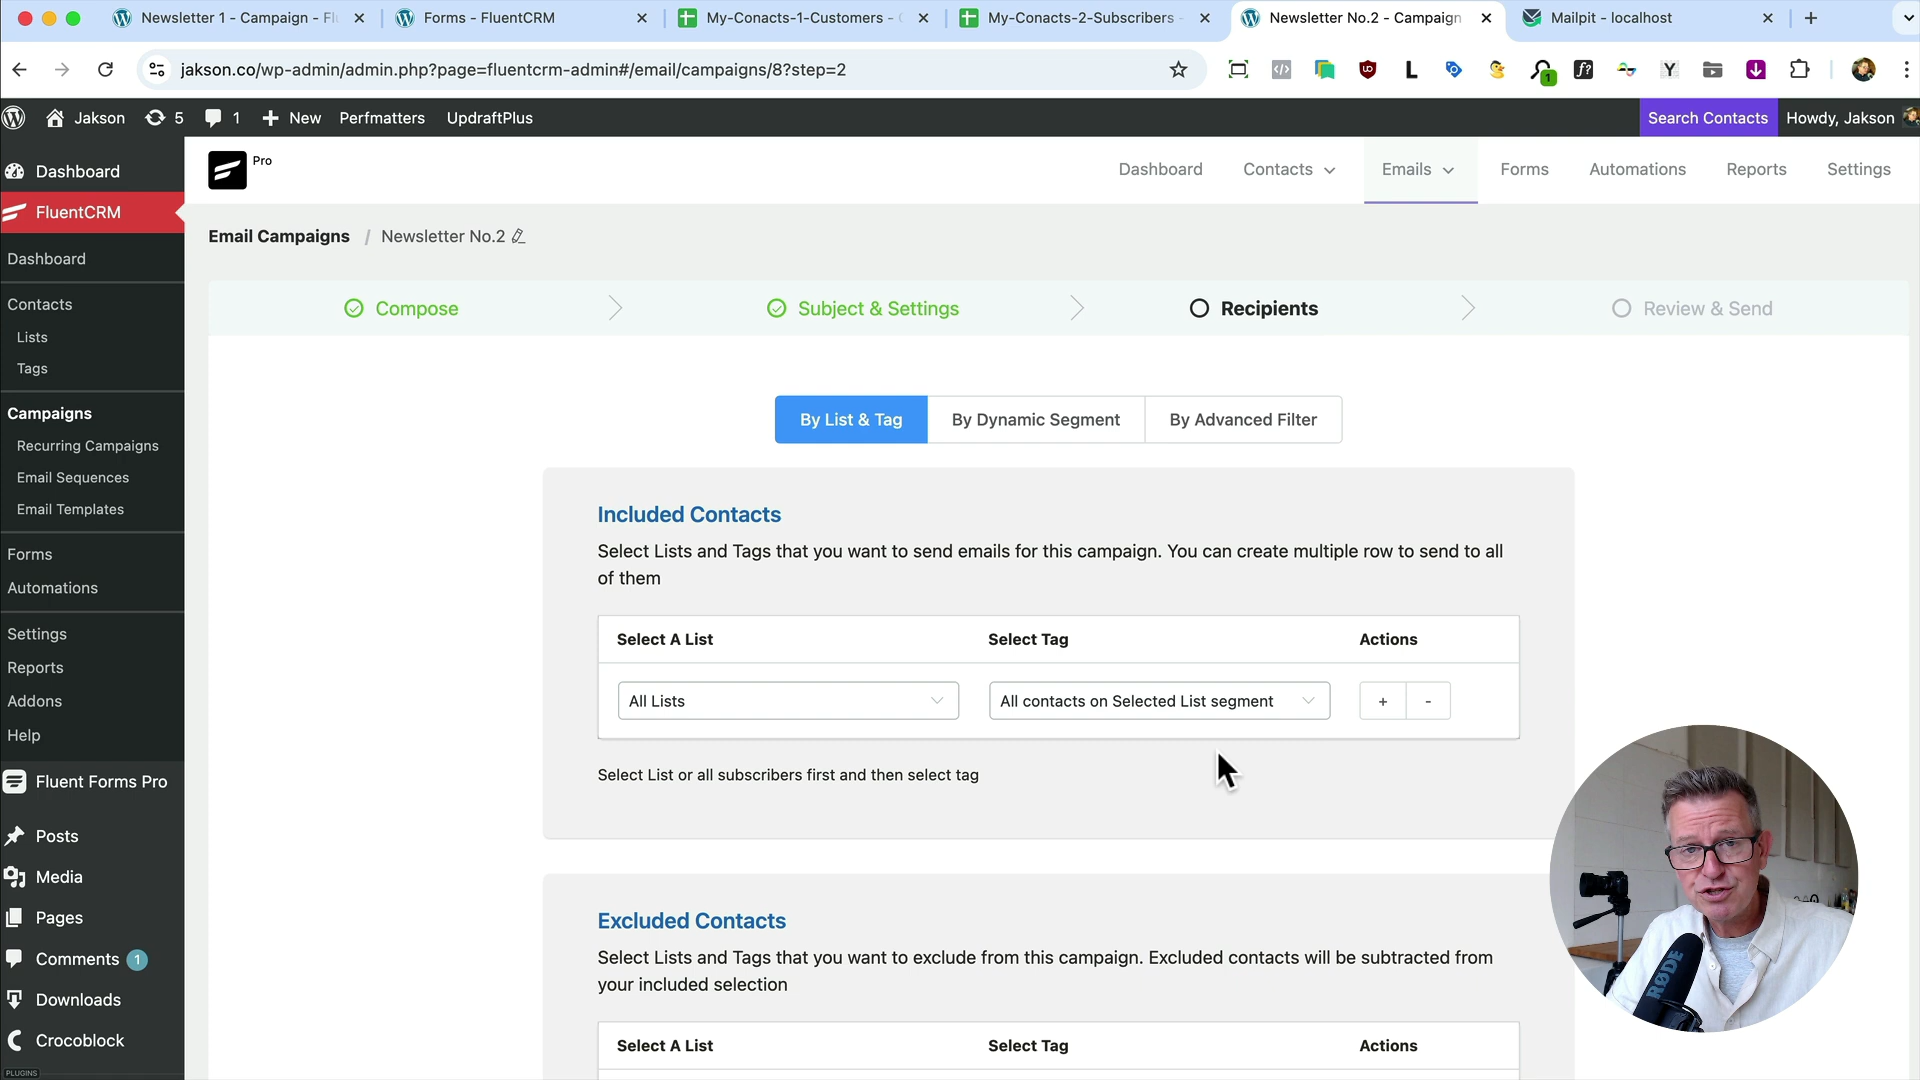 Newsletter 1 - Campaign - Fl
Forms - FluentCRM
My-Conacts-1-Customers -
My-Conacts-2-Subscribers -
Newsletter No.2 - Campaign
Mailpit - localhost
jakson.co/wp-admin/admin.php?page=fluentcrm-admin#/email/campaigns/8?step=2
Jakson
5
1
New
Perfmatters
UpdraftPlus
Search Contacts
Howdy, Jakson
Dashboard
FluentCRM
Dashboard
Contacts
Lists
Tags
Campaigns
Recurring Campaigns
Email Sequences
Email Templates
Forms
Automations
Settings
Reports
Addons
Help
Fluent Forms Pro
Posts
Media
Pages
Comments 1
Downloads
Crocoblock
PLUGINS
Pro
Dashboard
Contacts
Emails
Forms
Automations
Reports
Settings
Email Campaigns / Newsletter No.2
Compose
Subject & Settings
Recipients
Review & Send
By List & Tag
By Dynamic Segment
By Advanced Filter
Included Contacts
Select Lists and Tags that you want to send emails for this campaign. You can create multiple row to send to all
of them
Select A List
Select Tag
Actions
All Lists
All contacts on Selected List segment
+
-
Select List or all subscribers first and then select tag
Excluded Contacts
Select Lists and Tags that you want to exclude from this campaign. Excluded contacts will be subtracted from
your included selection
Select A List
Select Tag
Actions
RØDE